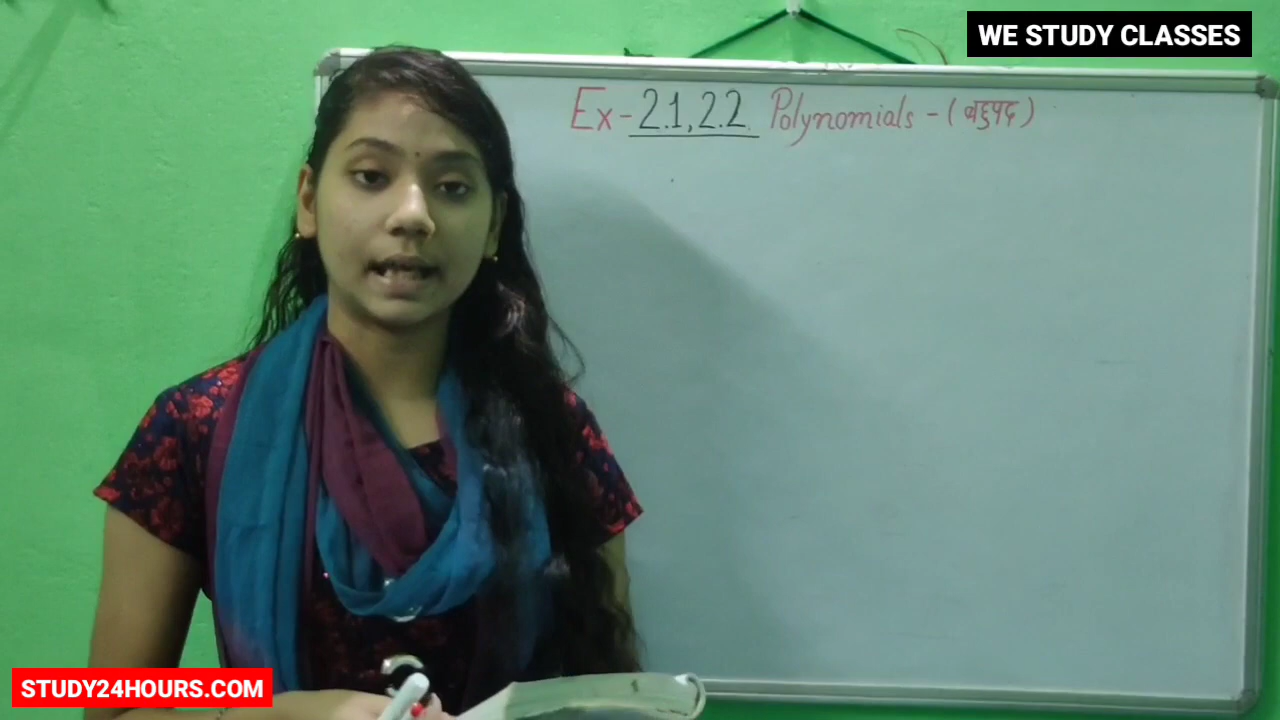 WE STUDY CLASSES
Ex-2.1, 2.2 Polynomials - (बहुपद)
STUDY24HOURS.COM